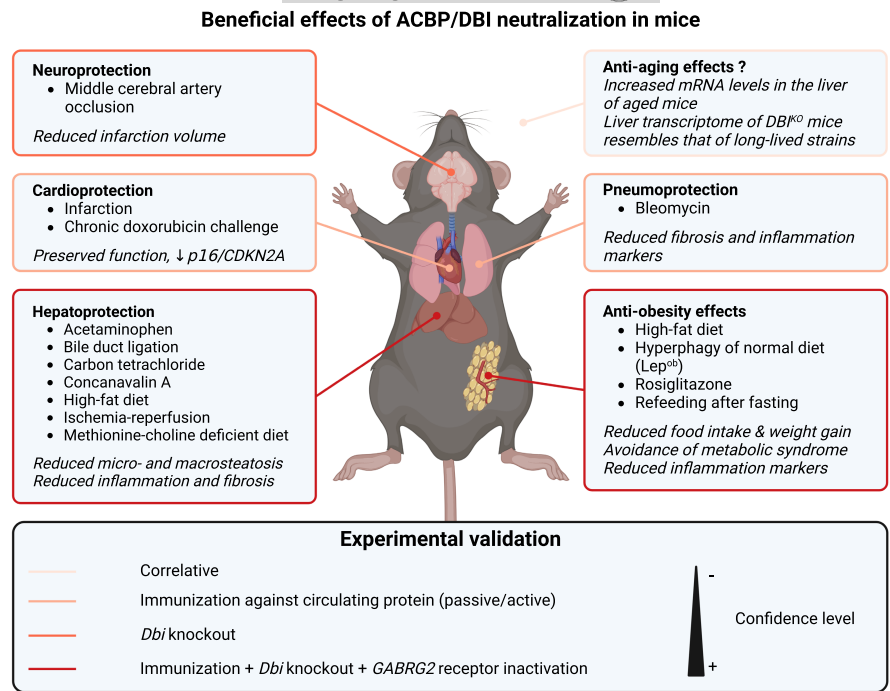 Beneficial effects of ACBP/DBI neutralization in mice
Neuroprotection
• Middle cerebral artery
occlusion
Reduced infarction volume
Anti-aging effects ?
Increased mRNA levels in the liver
of aged mice
Liver transcriptome of DBIᴷᴼ mice
resembles that of long-lived strains
Cardioprotection
• Infarction
• Chronic doxorubicin challenge
Preserved function, ↓ p16/CDKN2A
Pneumoprotection
• Bleomycin
Reduced fibrosis and inflammation
markers
Hepatoprotection
• Acetaminophen
• Bile duct ligation
• Carbon tetrachloride
• Concanavalin A
• High-fat diet
• Ischemia-reperfusion
• Methionine-choline deficient diet
Reduced micro- and macrosteatosis
Reduced inflammation and fibrosis
Anti-obesity effects
• High-fat diet
• Hyperphagy of normal diet
(Lepᵒᵇ)
• Rosiglitazone
• Refeeding after fasting
Reduced food intake & weight gain
Avoidance of metabolic syndrome
Reduced inflammation markers
Experimental validation
Correlative
Immunization against circulating protein (passive/active)
Dbi knockout
Immunization + Dbi knockout + GABRG2 receptor inactivation
-
Confidence level
+